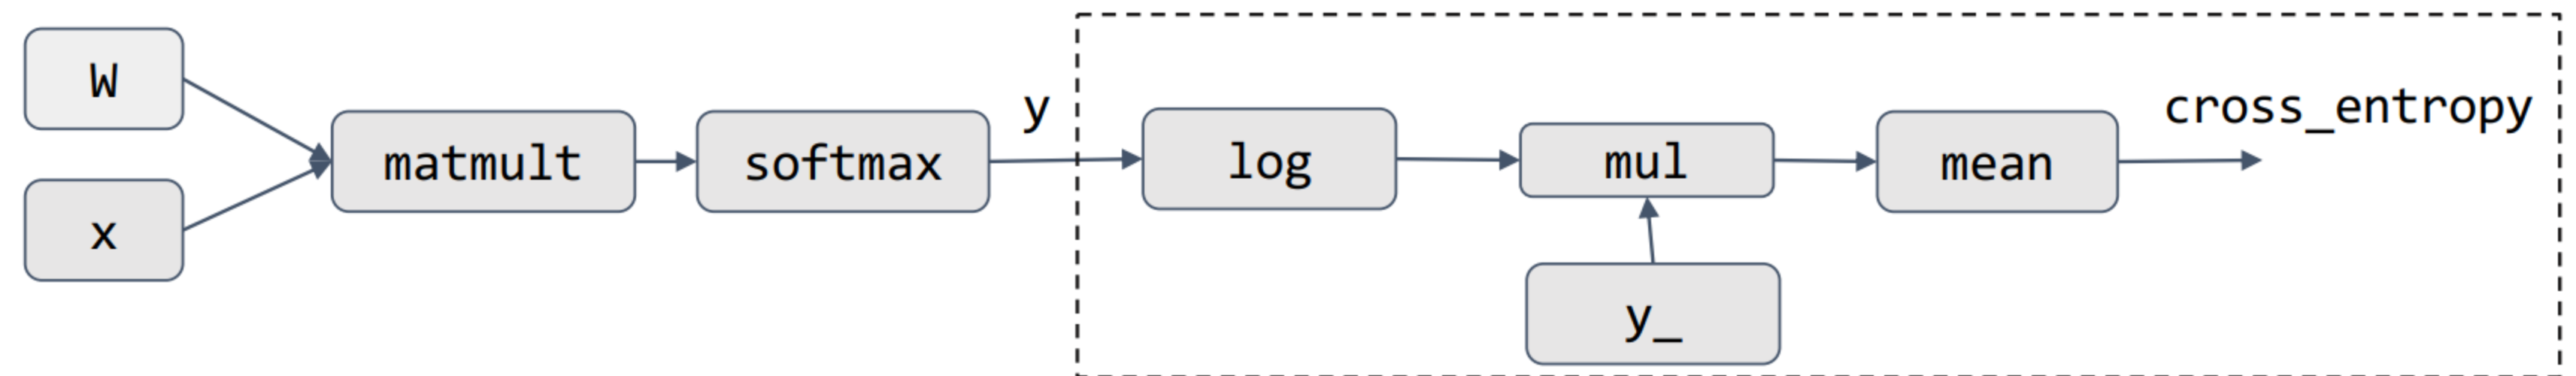 W
x
matmult
softmax
y
log
mul
y_
mean
cross_entropy